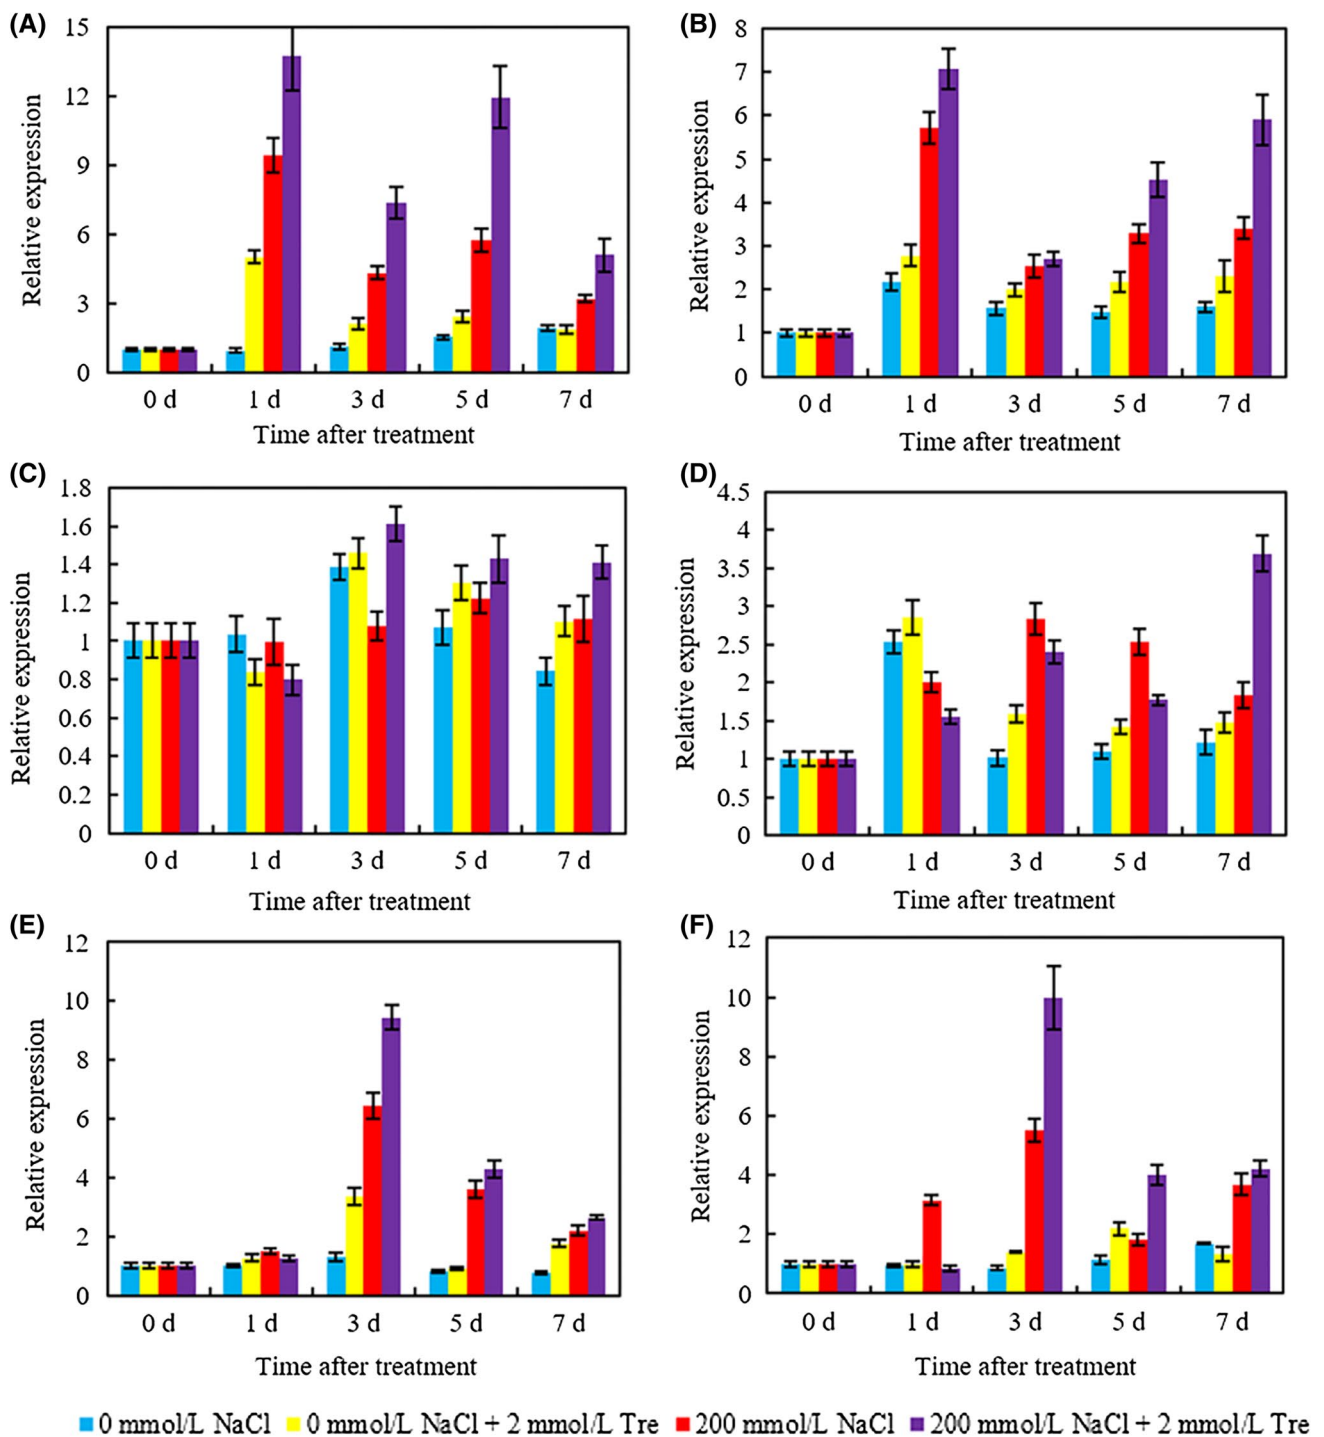 (A)
Relative expression
15
12
9
6
3
0
0 d 1 d 3 d 5 d 7 d
Time after treatment
(B)
Relative expression
8
7
6
5
4
3
2
1
0
0 d 1 d 3 d 5 d 7 d
Time after treatment
(C)
Relative expression
1.8
1.6
1.4
1.2
1
0.8
0.6
0.4
0.2
0
0 d 1 d 3 d 5 d 7 d
Time after treatment
(D)
Relative expression
4.5
4
3.5
3
2.5
2
1.5
1
0.5
0
0 d 1 d 3 d 5 d 7 d
Time after treatment
(E)
Relative expression
12
10
8
6
4
2
0
0 d 1 d 3 d 5 d 7 d
Time after treatment
(F)
Relative expression
12
10
8
6
4
2
0
0 d 1 d 3 d 5 d 7 d
Time after treatment
0 mmol/L NaCl 0 mmol/L NaCl + 2 mmol/L Tre 200 mmol/L NaCl 200 mmol/L NaCl + 2 mmol/L Tre